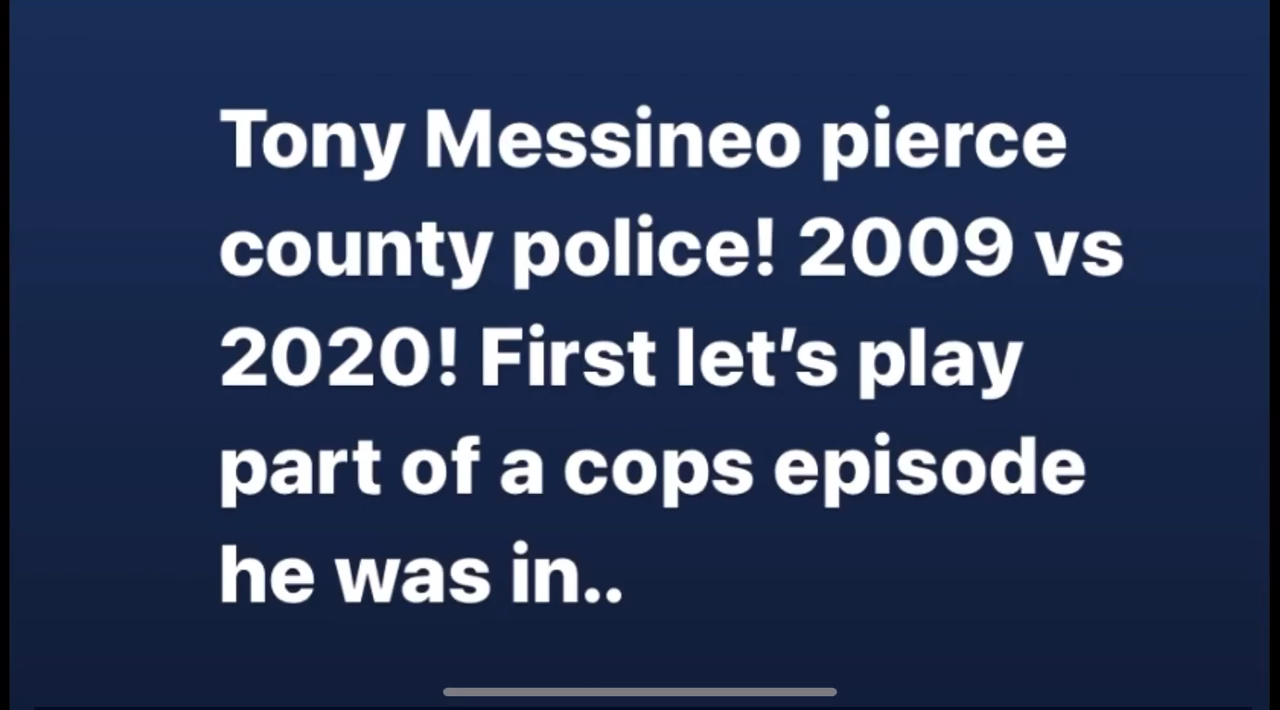 Tony Messineo pierce
county police! 2009 vs
2020! First let’s play
part of a cops episode
he was in..